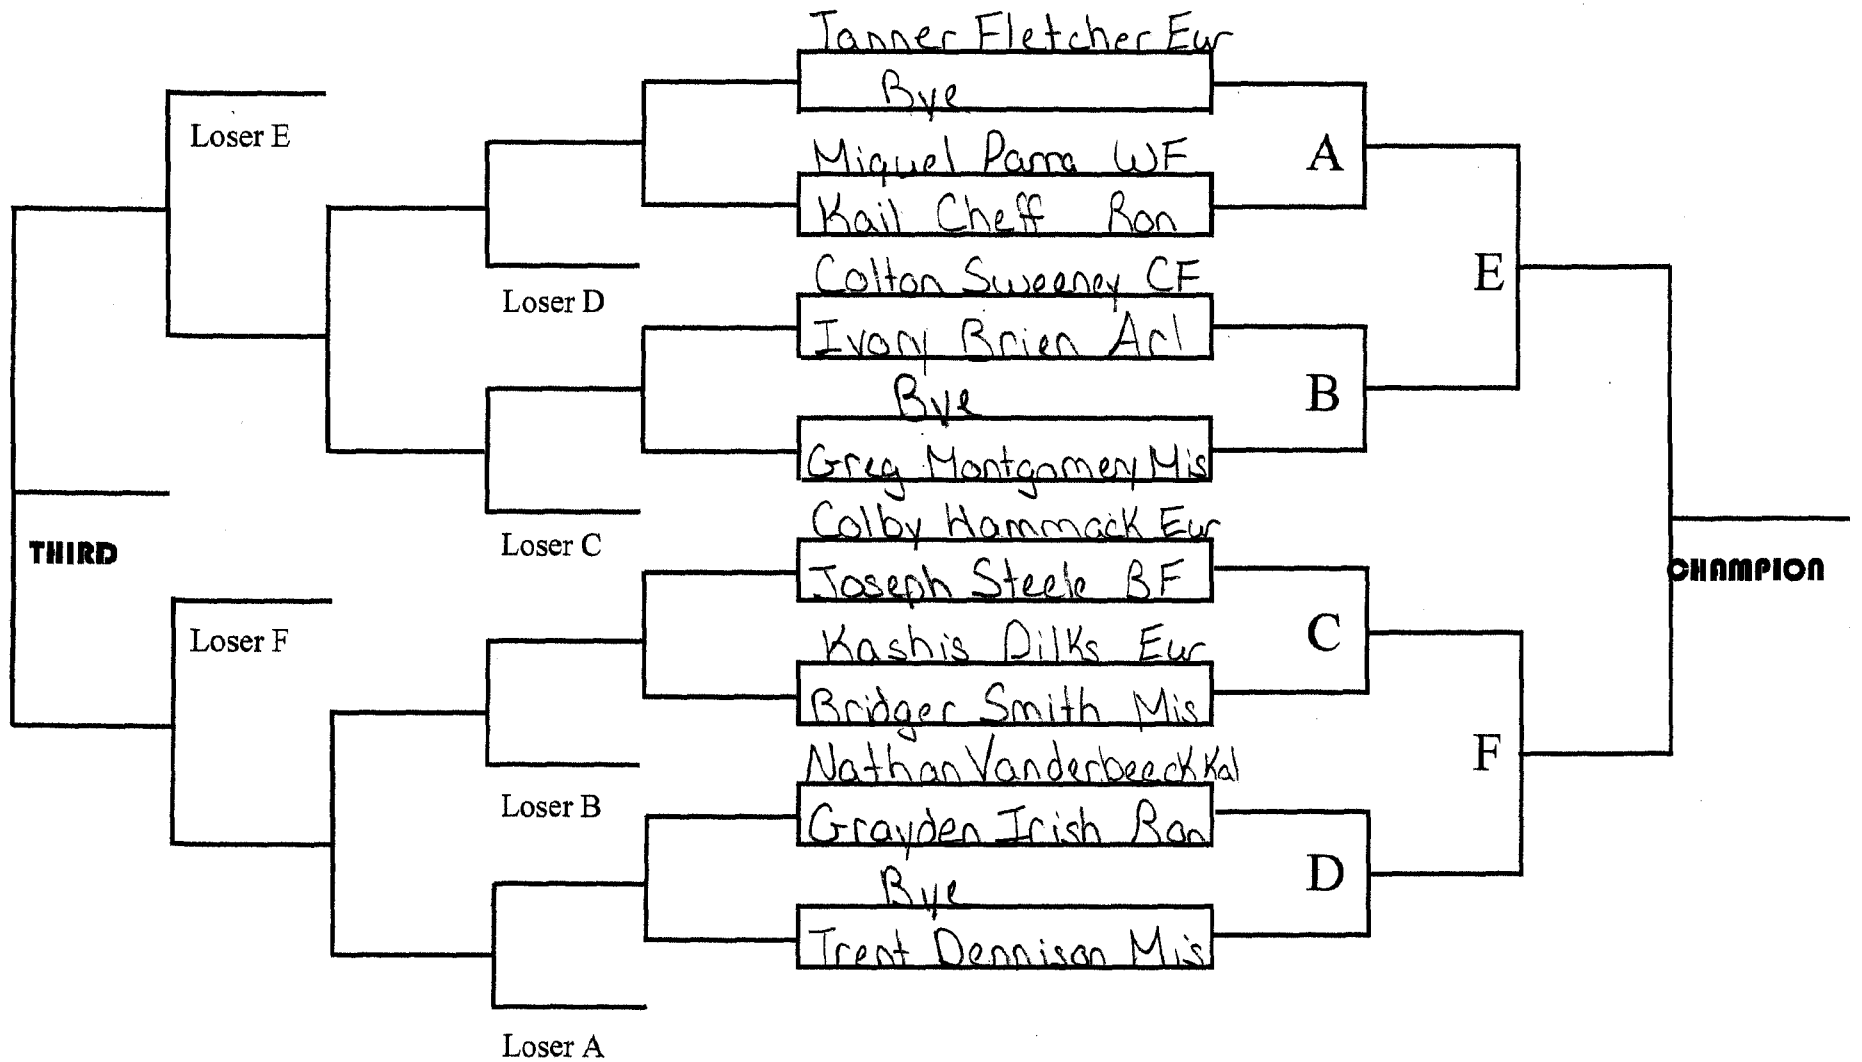 Tanner Fletcher Eur
Bye
Loser E
Miquel Parra WF
A
Kail Cheff Ron
Colton Sweeney CF
E
Loser D
Ivory Brien Arl
Bye
B
Greg Montgomery Mis
Colby Hammack Eur
Loser C
THIRD
Joseph Steele BF
CHAMPION
Loser F
Kashis Dilks Eur
C
Bridger Smith Mis
Nathan Vanderbeeck Kal
F
Loser B
Grayden Irish Ron
Bye
D
Trent Dennison Mis
Loser A